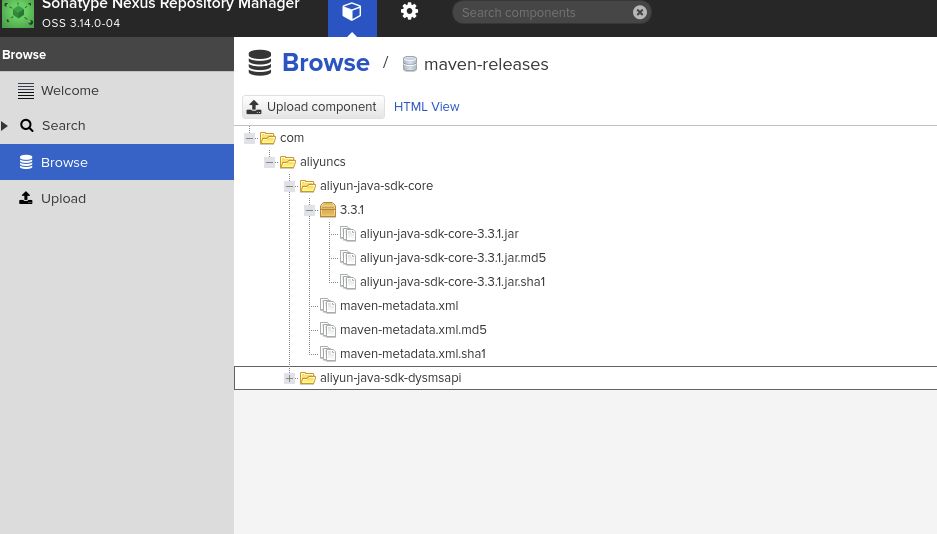 Sonatype Nexus Repository Manager
OSS 3.14.0-04
Search components
Browse
Welcome
Search
Browse
Upload
Browse / maven-releases
Upload component HTML View
com
aliyuncs
aliyun-java-sdk-core
3.3.1
aliyun-java-sdk-core-3.3.1.jar
aliyun-java-sdk-core-3.3.1.jar.md5
aliyun-java-sdk-core-3.3.1.jar.sha1
maven-metadata.xml
maven-metadata.xml.md5
maven-metadata.xml.sha1
aliyun-java-sdk-dysmsapi